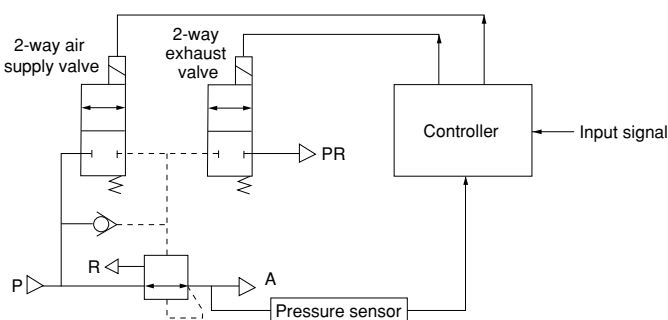 2-way air
supply valve
2-way
exhaust
valve
Controller
Input signal
PR
R
P
A
Pressure sensor